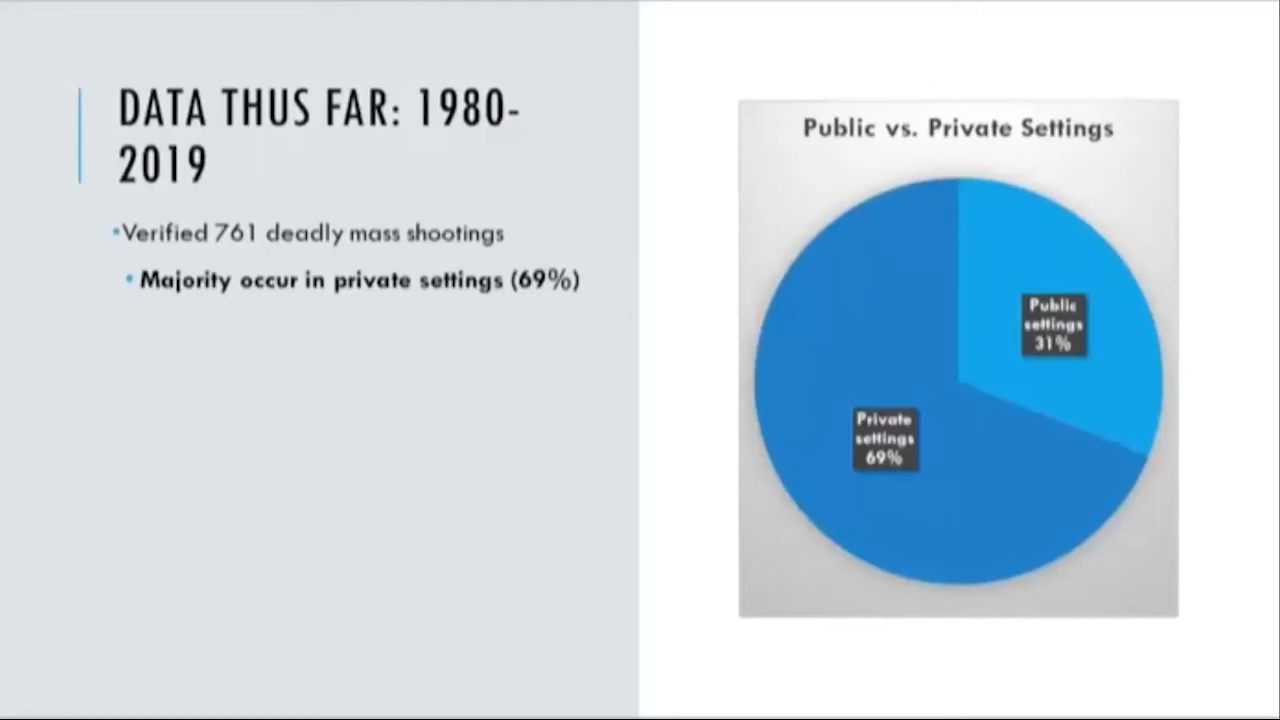 DATA THUS FAR: 1980-
2019
•Verified 761 deadly mass shootings
• Majority occur in private settings (69%)
Public vs. Private Settings
Public
settings
31%
Private
settings
69%